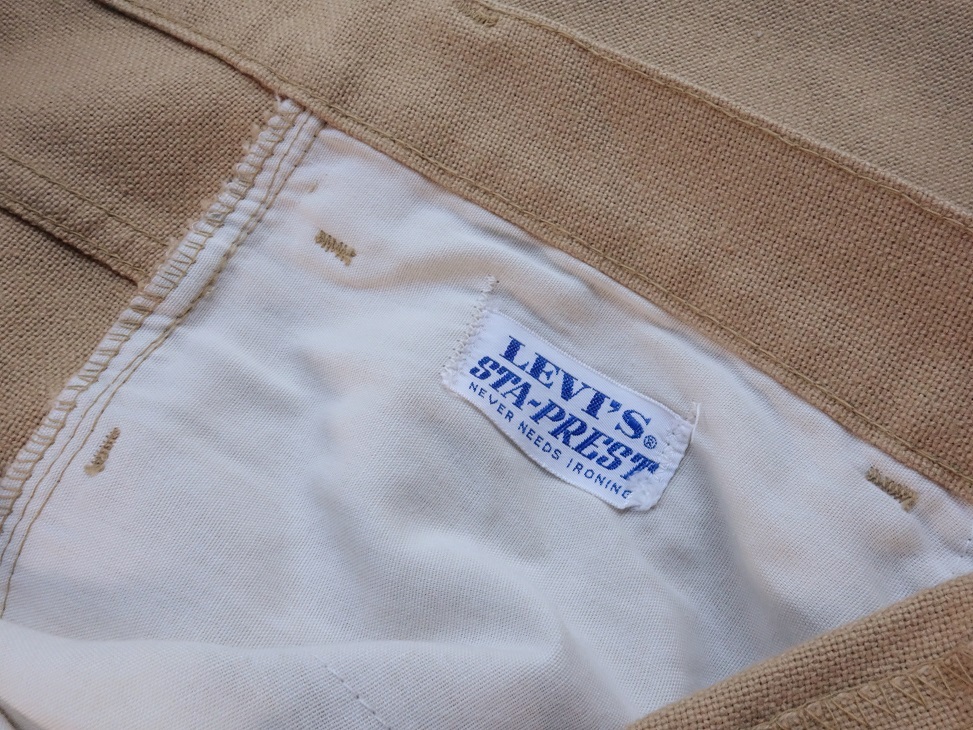 LEVI'S®
STA-PREST
NEVER NEEDS IRONING